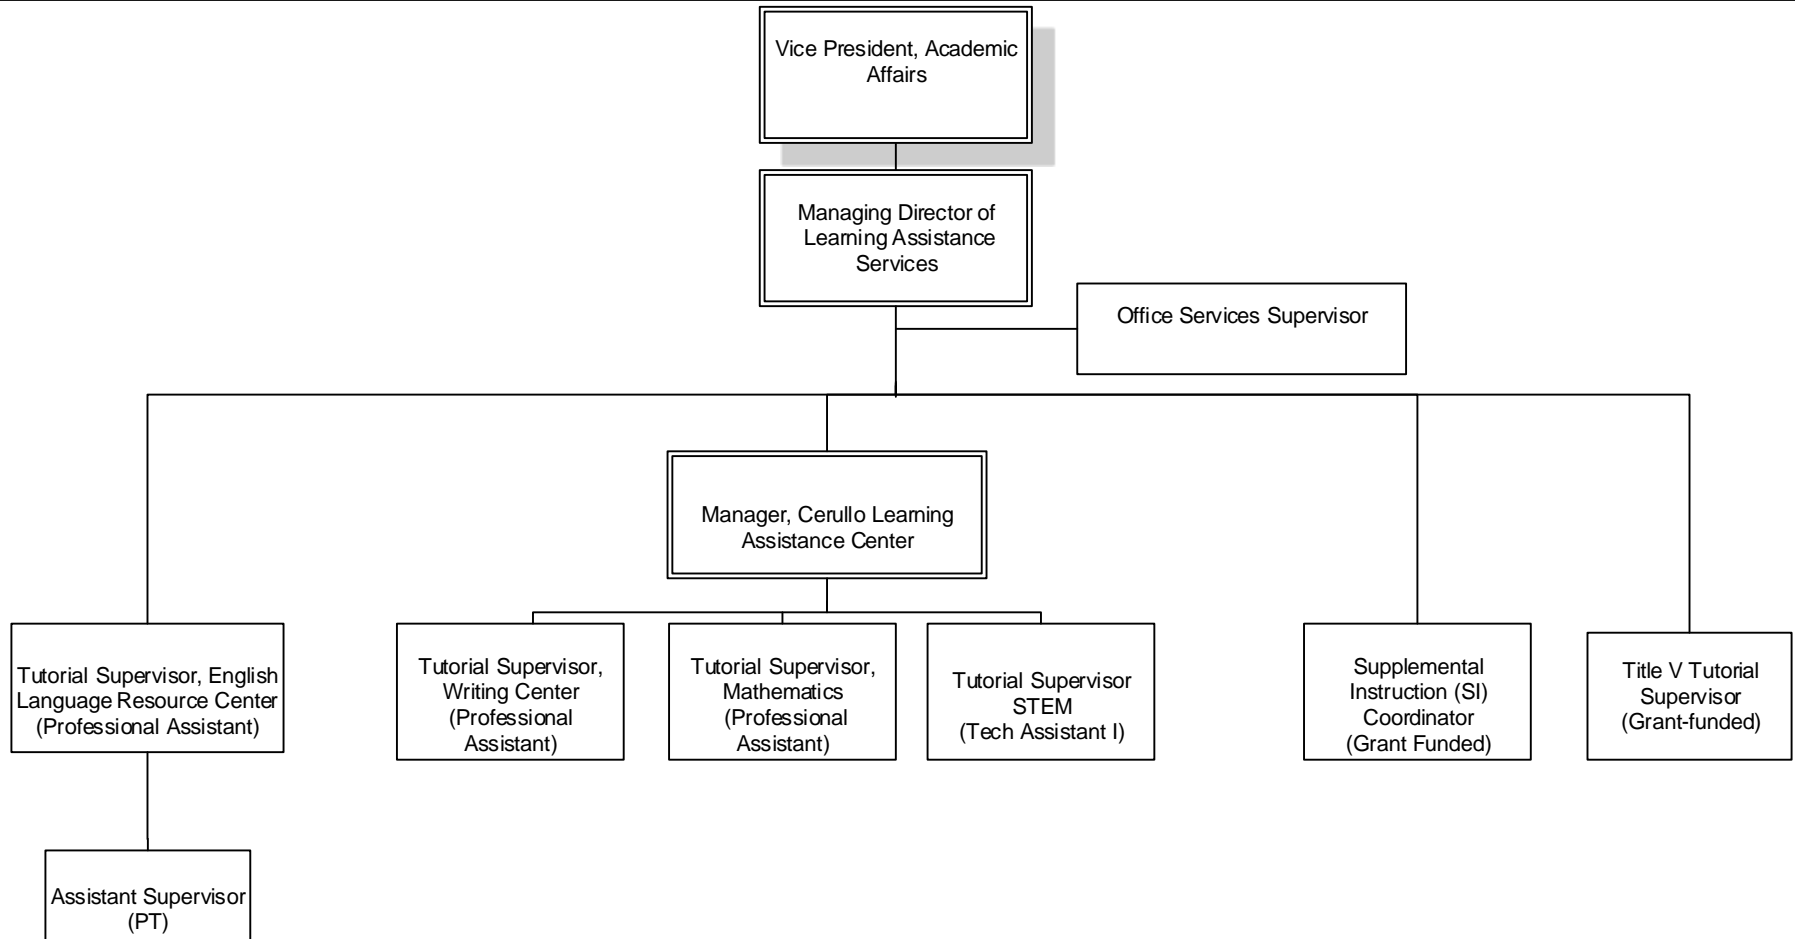 Vice President, Academic
Affairs
Managing Director of
Learning Assistance
Services
Office Services Supervisor
Manager, Cerullo Learning
Assistance Center
Tutorial Supervisor, English
Language Resource Center
(Professional Assistant)
Tutorial Supervisor,
Writing Center
(Professional
Assistant)
Tutorial Supervisor,
Mathematics
(Professional
Assistant)
Tutorial Supervisor
STEM
(Tech Assistant I)
Supplemental
Instruction (SI)
Coordinator
(Grant Funded)
Title V Tutorial
Supervisor
(Grant-funded)
Assistant Supervisor
(PT)